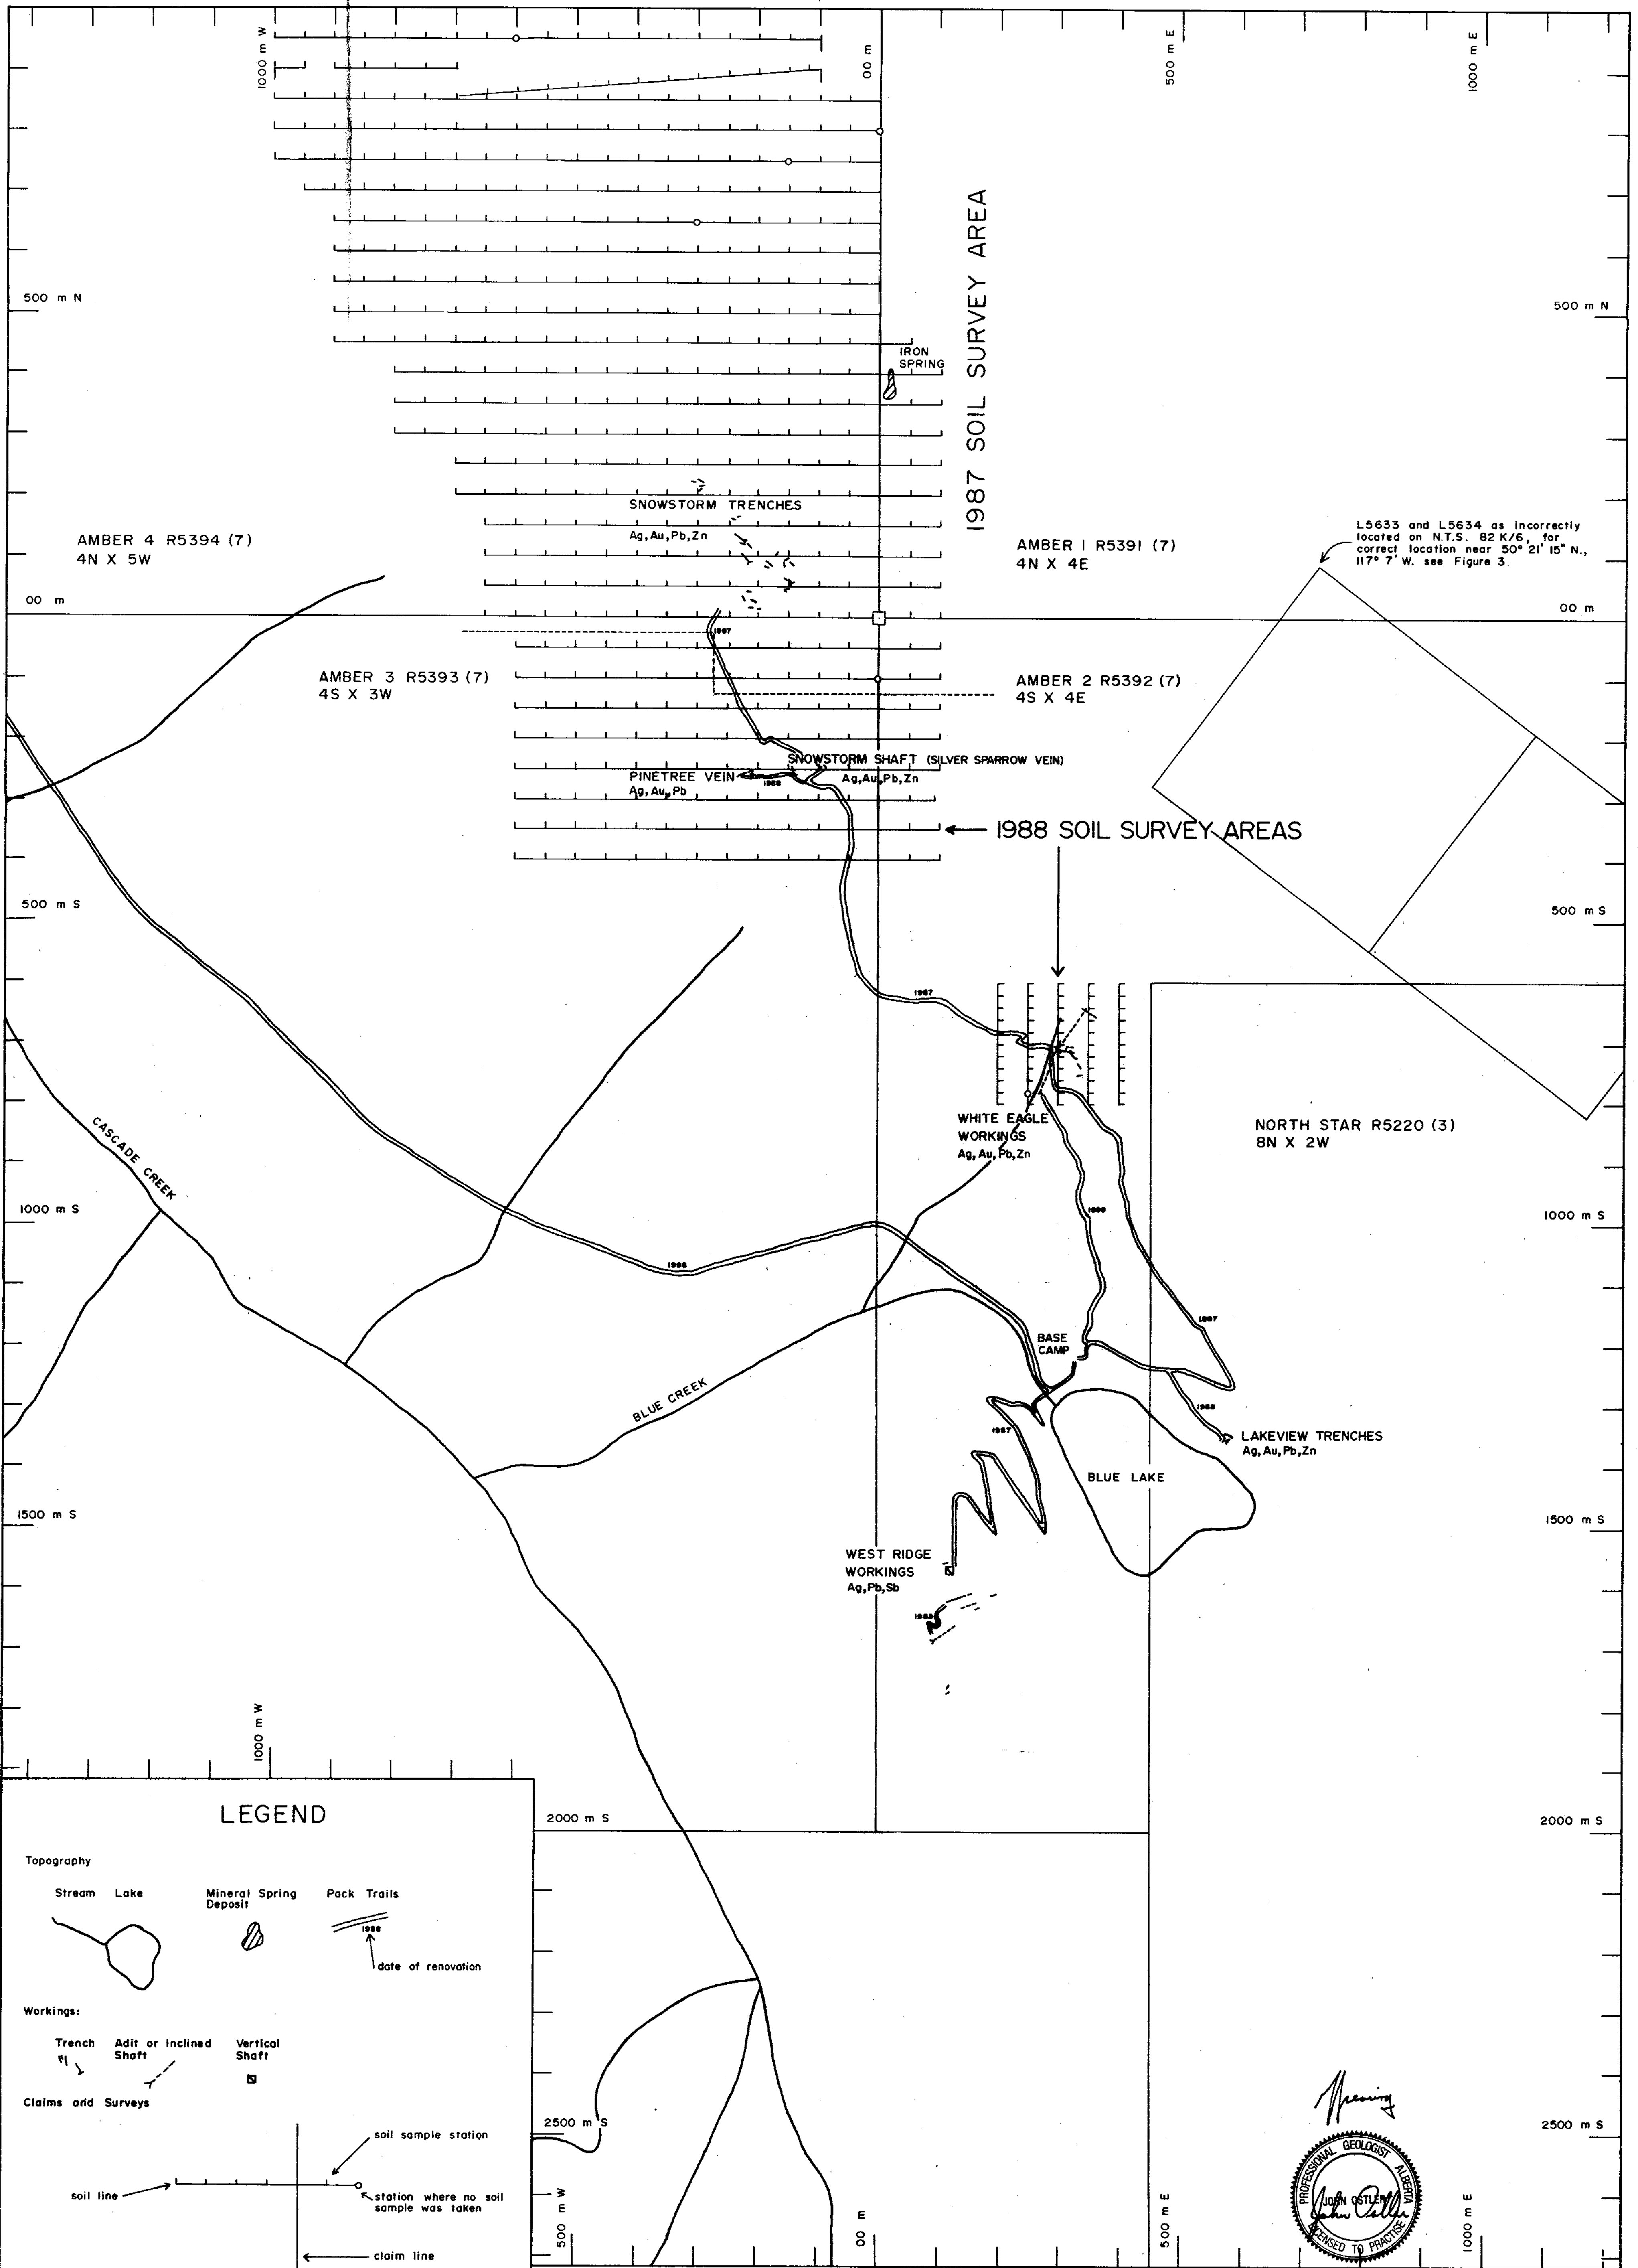 1000 m W
00 m
500 m E
1000 m E
500 m N
500 m N
1987 SOIL SURVEY AREA
IRON
SPRING
SNOWSTORM TRENCHES
Ag, Au, Pb, Zn
AMBER 4 R5394 (7)
4N X 5W
AMBER 1 R5391 (7)
4N X 4E
L5633 and L5634 as incorrectly
located on N.T.S. 82 K/6, for
correct location near 50° 21' 15" N.,
117° 7' W. see Figure 3.
00 m
00 m
1987
AMBER 3 R5393 (7)
4S X 3W
AMBER 2 R5392 (7)
4S X 4E
SNOWSTORM SHAFT (SILVER SPARROW VEIN)
Ag, Au, Pb, Zn
PINETREE VEIN
Ag, Au, Pb
1988
1988 SOIL SURVEY AREAS
500 m S
500 m S
1987
WHITE EAGLE
WORKINGS
Ag, Au, Pb, Zn
NORTH STAR R5220 (3)
8N X 2W
CASCADE CREEK
1000 m S
1000 m S
1988
1987
BASE
CAMP
BLUE CREEK
1987
1988
LAKEVIEW TRENCHES
Ag, Au, Pb, Zn
BLUE LAKE
1500 m S
1500 m S
WEST RIDGE
WORKINGS
Ag, Pb, Sb
1988
1000 m W
LEGEND
2000 m S
2000 m S
Topography
Stream Lake Mineral Spring Pack Trails
Deposit
1988
date of renovation
Workings:
Trench Adit or Inclined Vertical
Shaft Shaft
Claims and Surveys
2500 m S
2500 m S
soil sample station
soil line
station where no soil
sample was taken
claim line
500 m W
00 m
500 m E
1000 m E
PROFESSIONAL GEOLOGIST ALBERTA
JOHN OSTLER
John Ostler
LICENSED TO PRACTISE